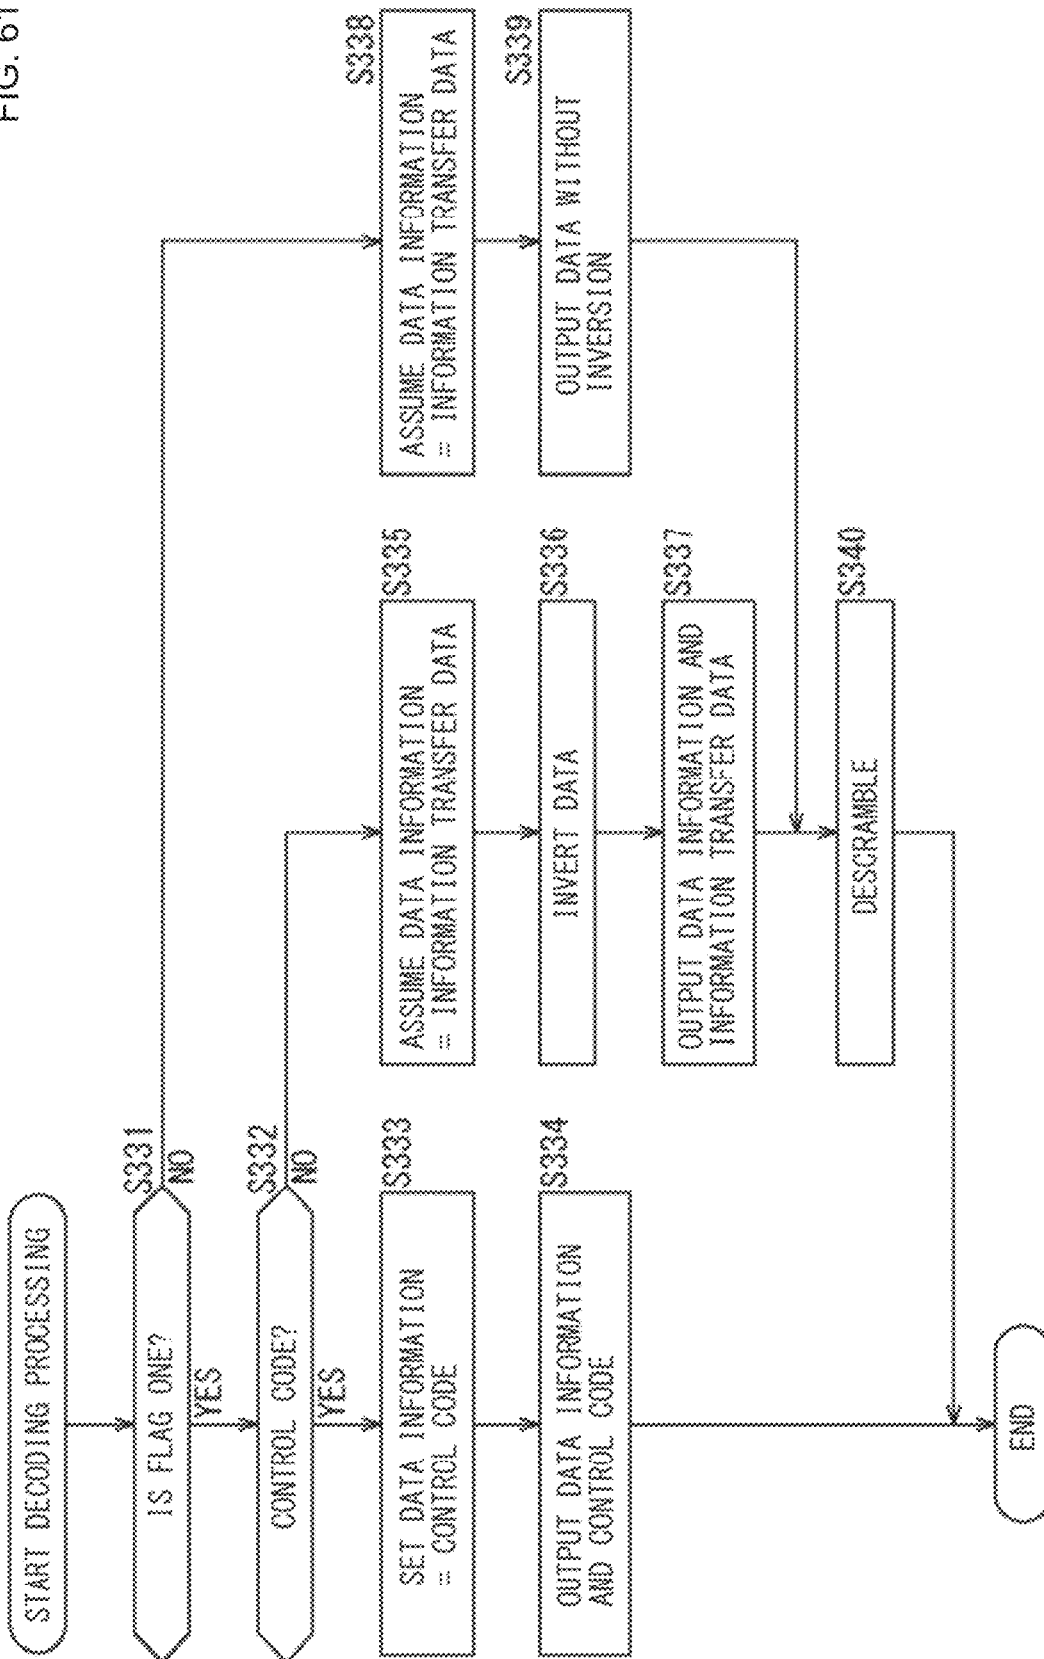 FIG. 61
START DECODING PROCESSING
S331
IS FLAG ONE?
NO
YES
S332
CONTROL CODE?
NO
YES
S333
SET DATA INFORMATION
= CONTROL CODE
S334
OUTPUT DATA INFORMATION
AND CONTROL CODE
S335
ASSUME DATA INFORMATION
= INFORMATION TRANSFER DATA
S336
INVERT DATA
S337
OUTPUT DATA INFORMATION AND
INFORMATION TRANSFER DATA
S338
ASSUME DATA INFORMATION
= INFORMATION TRANSFER DATA
S339
OUTPUT DATA WITHOUT
INVERSION
S340
DESCRAMBLE
END